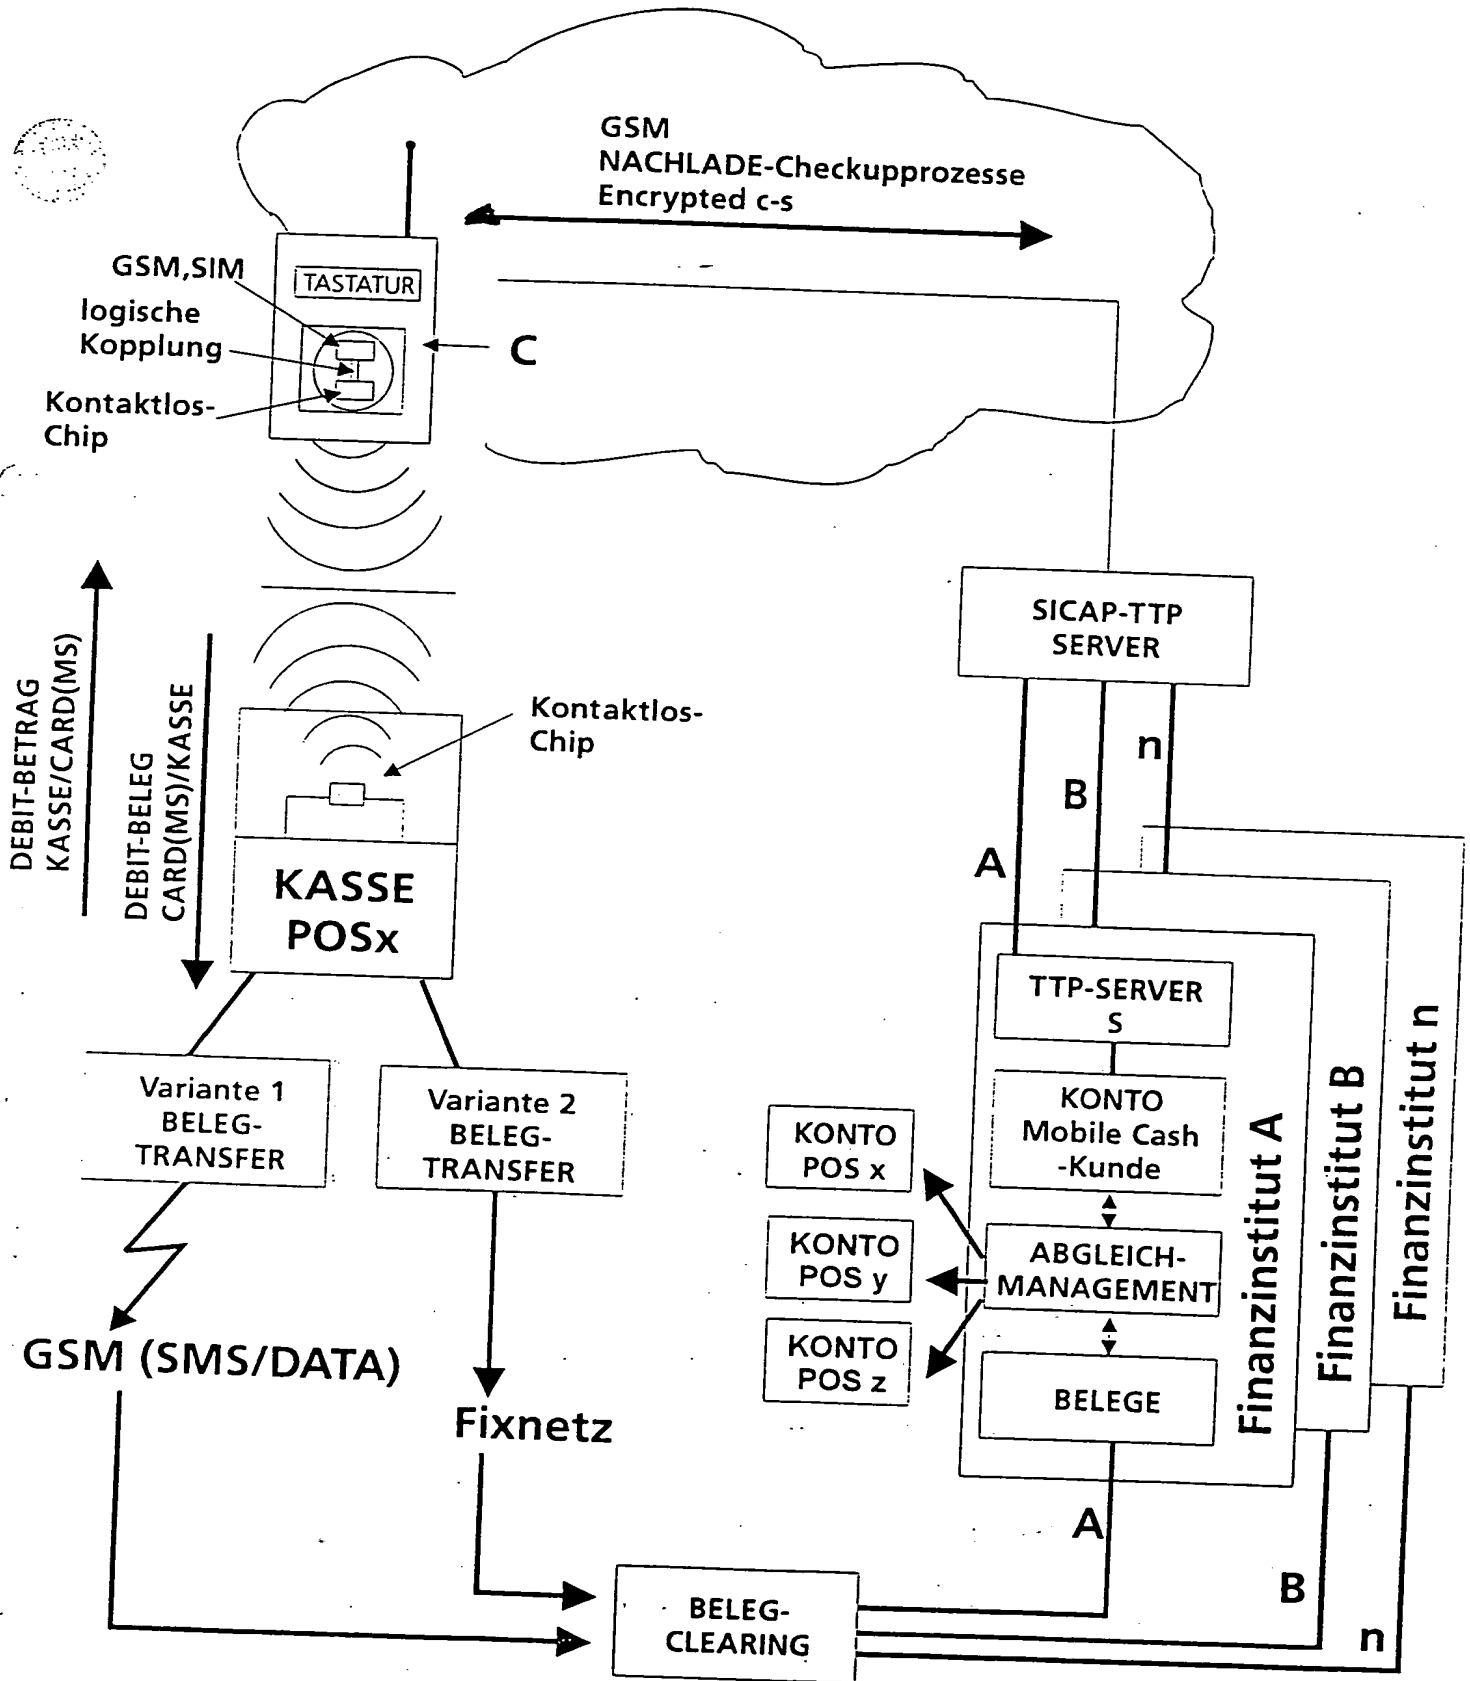 GSM
NACHLADE-Checkupprozesse
Encrypted c-s
GSM,SIM
TASTATUR
logische
Kopplung
C
Kontaktlos-
Chip
SICAP-TTP
SERVER
DEBIT-BETRAG
KASSE/CARD(MS)
DEBIT-BELEG
CARD(MS)/KASSE
Kontaktlos-
Chip
n
B
A
KASSE
POSx
TTP-SERVER
S
Variante 1
BELEG-
TRANSFER
Variante 2
BELEG-
TRANSFER
KONTO
Mobile Cash
-Kunde
KONTO
POS x
KONTO
POS y
KONTO
POS z
ABGLEICH-
MANAGEMENT
BELEGE
Finanzinstitut A
Finanzinstitut B
Finanzinstitut n
GSM (SMS/DATA)
Fixnetz
A
B
n
BELEG-
CLEARING